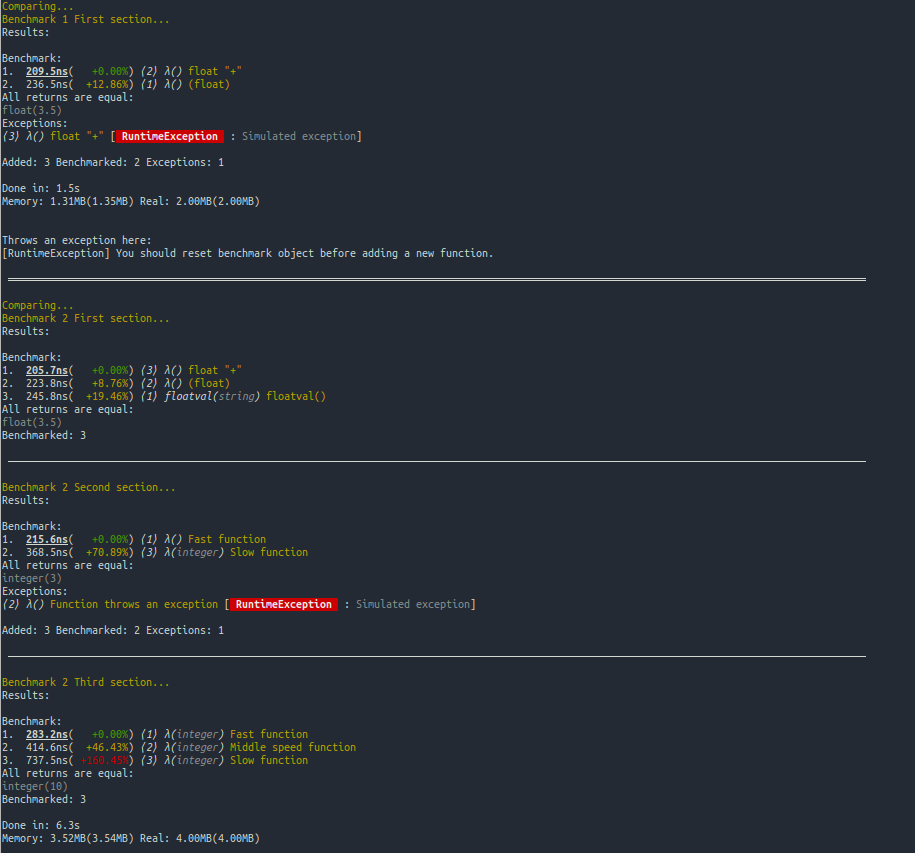 Comparing...
Benchmark 1 First section...
Results:
Benchmark:
1.  209.5ns(   +0.00%) (2) λ() float "+"
2.  236.5ns(  +12.86%) (1) λ() (float)
All returns are equal:
float(3.5)
Exceptions:
(3) λ() float "+" [ RuntimeException  : Simulated exception]
Added: 3 Benchmarked: 2 Exceptions: 1
Done in: 1.5s
Memory: 1.31MB(1.35MB) Real: 2.00MB(2.00MB)
Throws an exception here:
[RuntimeException] You should reset benchmark object before adding a new function.
Comparing...
Benchmark 2 First section...
Results:
Benchmark:
1.  205.7ns(   +0.00%) (3) λ() float "+"
2.  223.8ns(   +8.76%) (2) λ() (float)
3.  245.8ns(  +19.46%) (1) floatval(string) floatval()
All returns are equal:
float(3.5)
Benchmarked: 3
Benchmark 2 Second section...
Results:
Benchmark:
1.  215.6ns(   +0.00%) (1) λ() Fast function
2.  368.5ns(  +70.89%) (3) λ(integer) Slow function
All returns are equal:
integer(3)
Exceptions:
(2) λ() Function throws an exception [ RuntimeException  : Simulated exception]
Added: 3 Benchmarked: 2 Exceptions: 1
Benchmark 2 Third section...
Results:
Benchmark:
1.  283.2ns(   +0.00%) (1) λ(integer) Fast function
2.  414.6ns(  +46.43%) (2) λ(integer) Middle speed function
3.  737.5ns( +160.45%) (3) λ(integer) Slow function
All returns are equal:
integer(10)
Benchmarked: 3
Done in: 6.3s
Memory: 3.52MB(3.54MB) Real: 4.00MB(4.00MB)